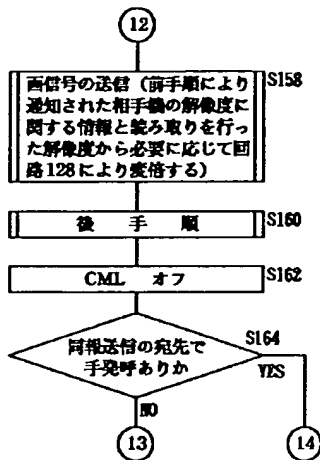 12
画信号の送信（前手順により
通知された相手機の解像度に
関する情報と読み取りを行っ
た解像度から必要に応じて回
路128により変倍する）
S158
後 手 順
S160
CML オフ
S162
同報送信の宛先で
手発呼ありか
S164
YES
NO
13
14